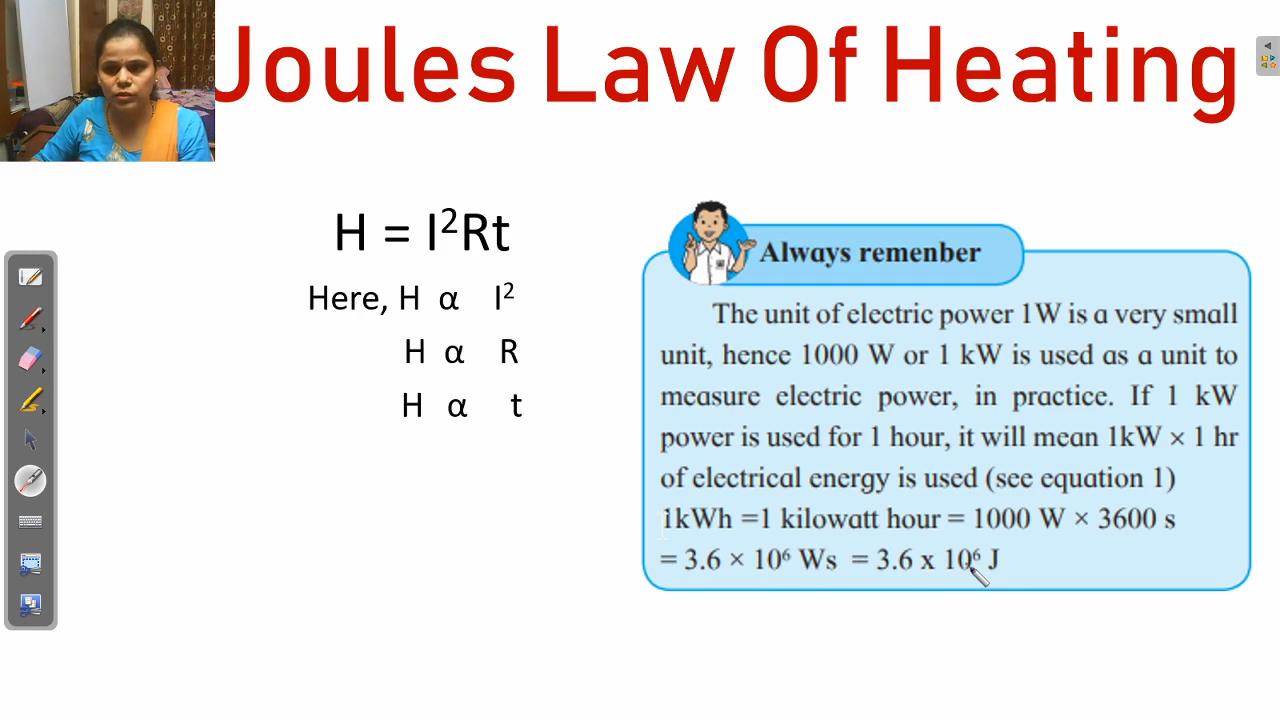 Joules Law Of Heating
H = I²Rt
Here, H α I²
H α R
H α t
Always remenber
The unit of electric power 1W is a very small
unit, hence 1000 W or 1 kW is used as a unit to
measure electric power, in practice. If 1 kW
power is used for 1 hour, it will mean 1kW × 1 hr
of electrical energy is used (see equation 1)
1kWh =1 kilowatt hour = 1000 W × 3600 s
= 3.6 × 10⁶ Ws = 3.6 x 10⁶ J